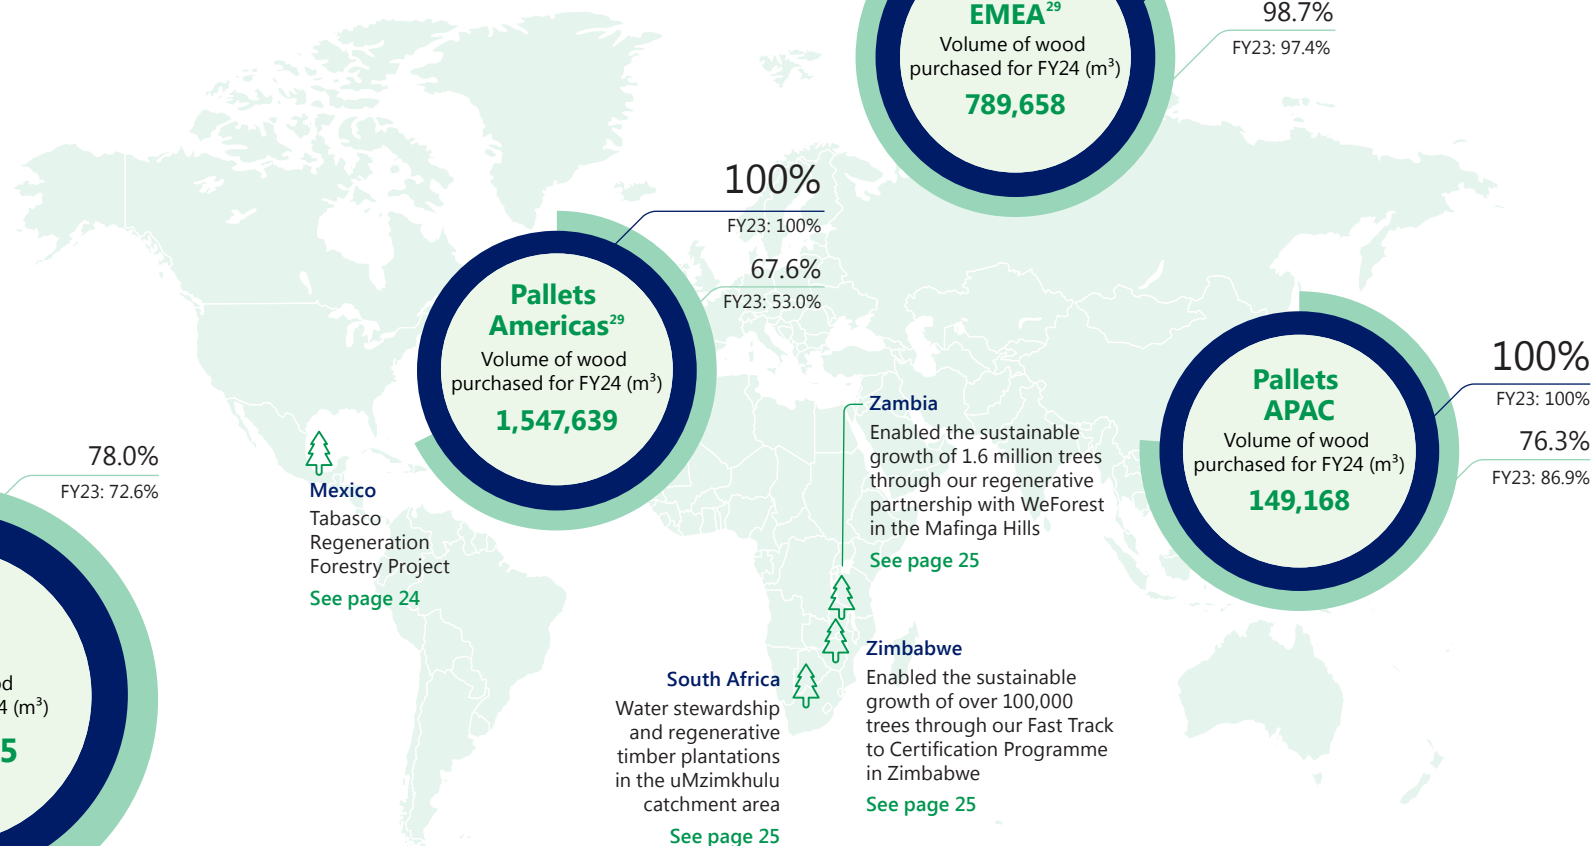 EMEA²⁹
Volume of wood
purchased for FY24 (m³)
789,658
98.7%
FY23: 97.4%
100%
FY23: 100%
67.6%
FY23: 53.0%
Pallets
Americas²⁹
Volume of wood
purchased for FY24 (m³)
1,547,639
100%
FY23: 100%
76.3%
FY23: 86.9%
Pallets
APAC
Volume of wood
purchased for FY24 (m³)
149,168
78.0%
FY23: 72.6%
4 (m³)
5
Mexico
Tabasco
Regeneration
Forestry Project
See page 24
Zambia
Enabled the sustainable
growth of 1.6 million trees
through our regenerative
partnership with WeForest
in the Mafinga Hills
See page 25
South Africa
Water stewardship
and regenerative
timber plantations
in the uMzimkhulu
catchment area
See page 25
Zimbabwe
Enabled the sustainable
growth of over 100,000
trees through our Fast Track
to Certification Programme
in Zimbabwe
See page 25